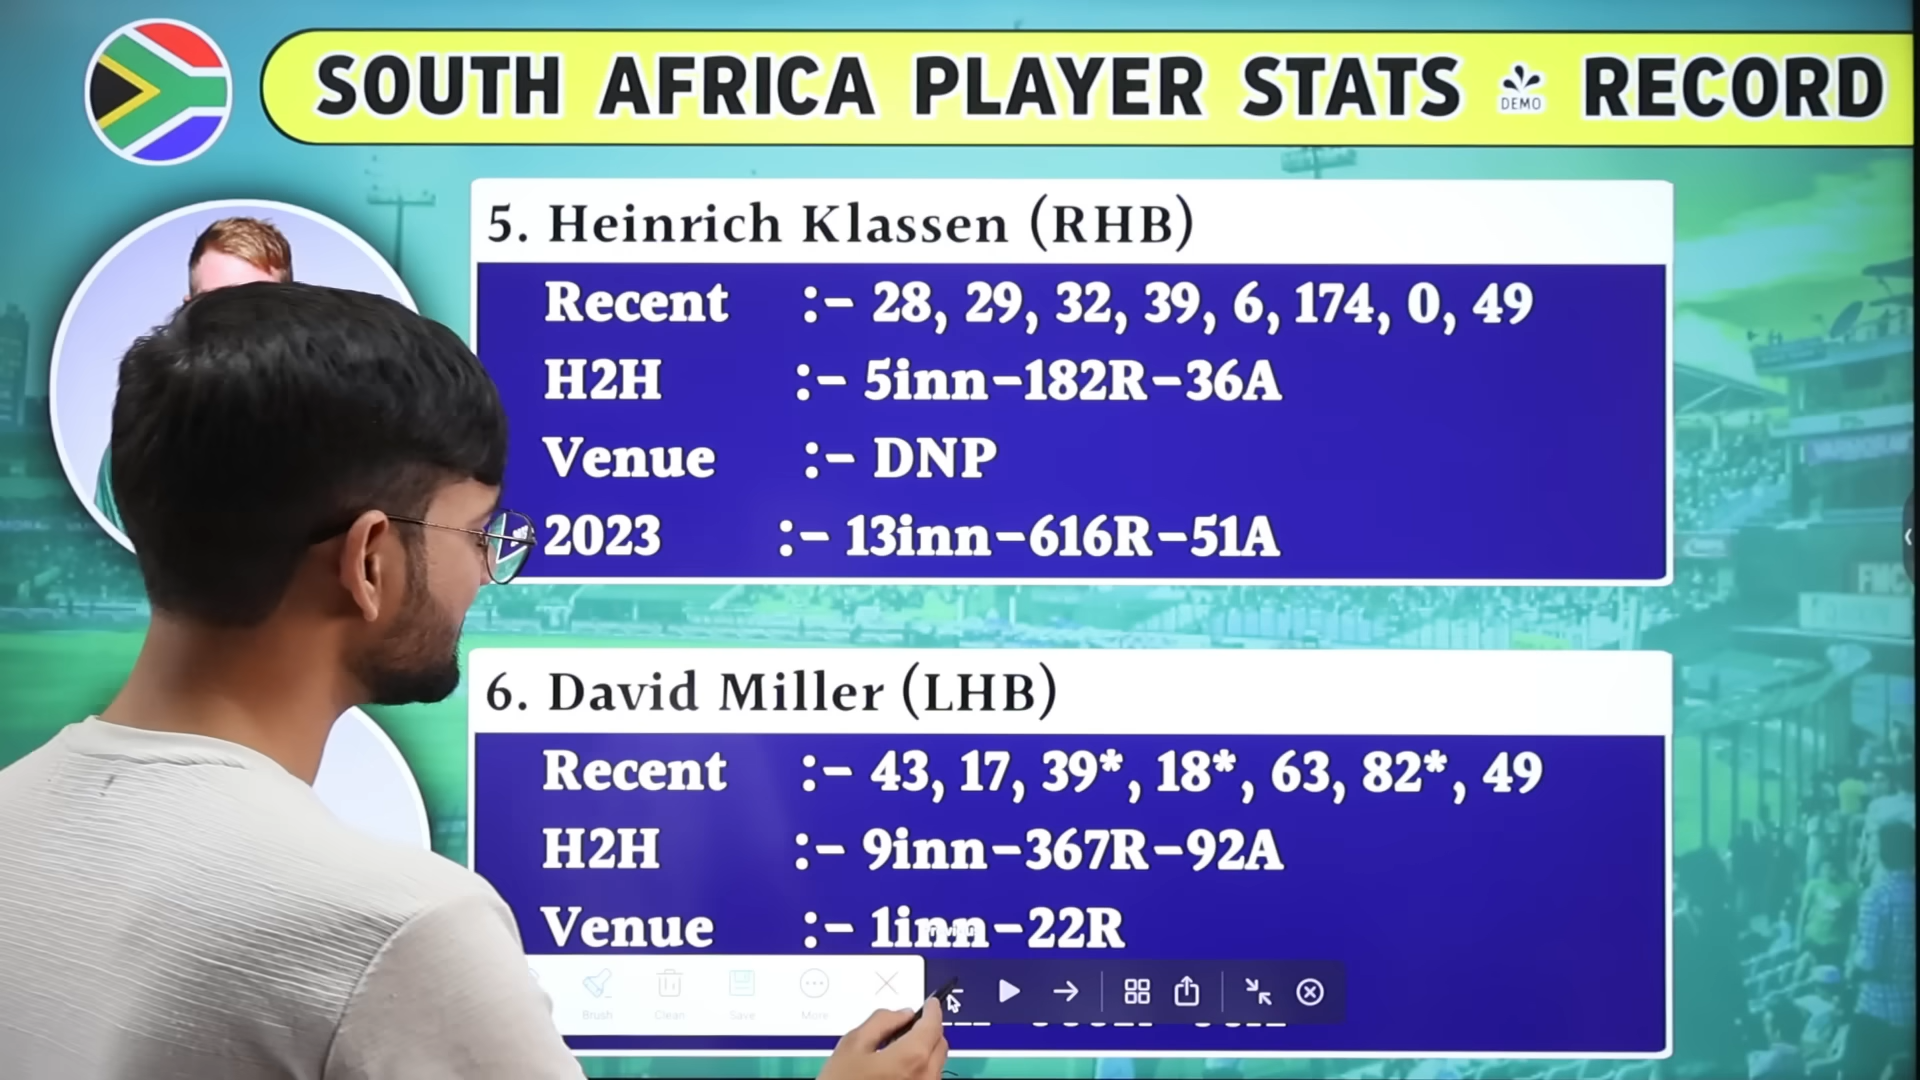 SOUTH AFRICA PLAYER STATS DEMO RECORD
5. Heinrich Klassen (RHB)
Recent :- 28, 29, 32, 39, 6, 174, 0, 49
H2H :- 5inn-182R-36A
Venue :- DNP
2023 :- 13inn-616R-51A
6. David Miller (LHB)
Recent :- 43, 17, 39*, 18*, 63, 82*, 49
H2H :- 9inn-367R-92A
Venue :- 1inn-22R
Brush Clean Save More